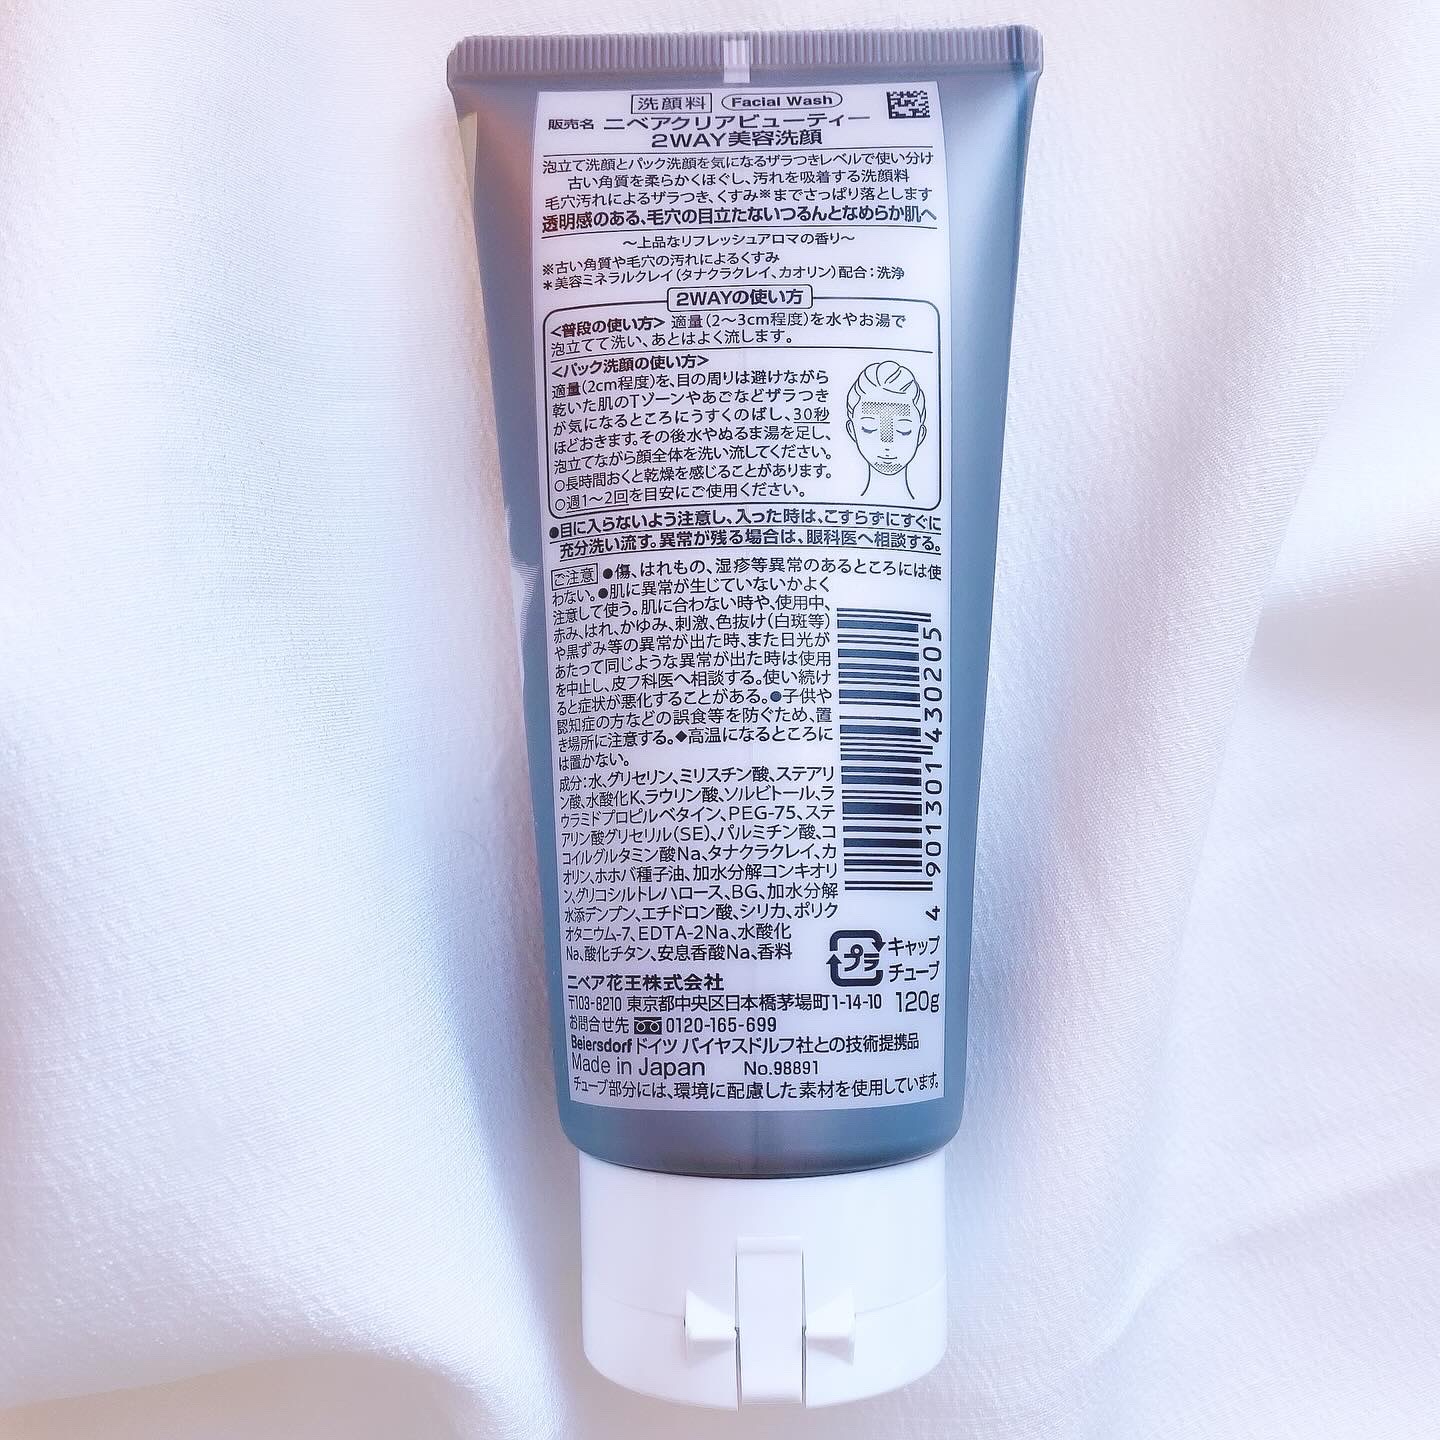 洗顔料 Facial Wash
販売名 ニベアクリアビューティー
2WAY美容洗顔
泡立て洗顔とパック洗顔を気になるザラつきレベルで使い分け
古い角質を柔らかくほぐし、汚れを吸着する洗顔料
毛穴汚れによるザラつき、くすみ※までさっぱり落とします
透明感のある、毛穴の目立たないつるんとなめらか肌へ
～上品なリフレッシュアロマの香り～
※古い角質や毛穴の汚れによるくすみ
*美容ミネラルクレイ(タナクラクレイ、カオリン)配合:洗浄
2WAYの使い方
<普段の使い方> 適量(2～3cm程度)を水やお湯で
泡立てて洗い、あとはよく流します。
<パック洗顔の使い方>
適量(2cm程度)を、目の周りは避けながら
乾いた肌のTゾーンやあごなどザラつき
が気になるところにうすくのばし、30秒
ほどおきます。その後水やぬるま湯を足し、
泡立てながら顔全体を洗い流してください。
○長時間おくと乾燥を感じることがあります。
○週1～2回を目安にご使用ください。
●目に入らないよう注意し、入った時は、こすらずにすぐに
充分洗い流す。異常が残る場合は、眼科医へ相談する。
ご注意 ●傷、はれもの、湿疹等異常のあるところには使
わない。●肌に異常が生じていないかよく
注意して使う。肌に合わない時や、使用中、
赤み、はれ、かゆみ、刺激、色抜け(白斑等)
や黒ずみ等の異常が出た時、また日光が
あたって同じような異常が出た時は使用
を中止し、皮フ科医へ相談する。使い続け
ると症状が悪化することがある。●子供や
認知症の方などの誤食等を防ぐため、置
き場所に注意する。◆高温になるところに
は置かない。
成分:水、グリセリン、ミリスチン酸、ステアリ
ン酸、水酸化K、ラウリン酸、ソルビトール、ラ
ウラミドプロピルベタイン、PEG-75、ステ
アリン酸グリセリル(SE)、パルミチン酸、コ
コイルグルタミン酸Na、タナクラクレイ、カ
オリン、ホホバ種子油、加水分解コンキオリ
ン、グリコシルトレハロース、BG、加水分解
水添デンプン、エチドロン酸、シリカ、ポリク
オタニウム-7、EDTA-2Na、水酸化
Na、酸化チタン、安息香酸Na、香料
4 901301 430205
プラ キャップ
チューブ
ニベア花王株式会社
〒103-8210 東京都中央区日本橋茅場町1-14-10 120g
お問合せ先 0120-165-699
Beiersdorf ドイツ バイヤスドルフ社との技術提携品
Made in Japan No.98891
チューブ部分には、環境に配慮した素材を使用しています。